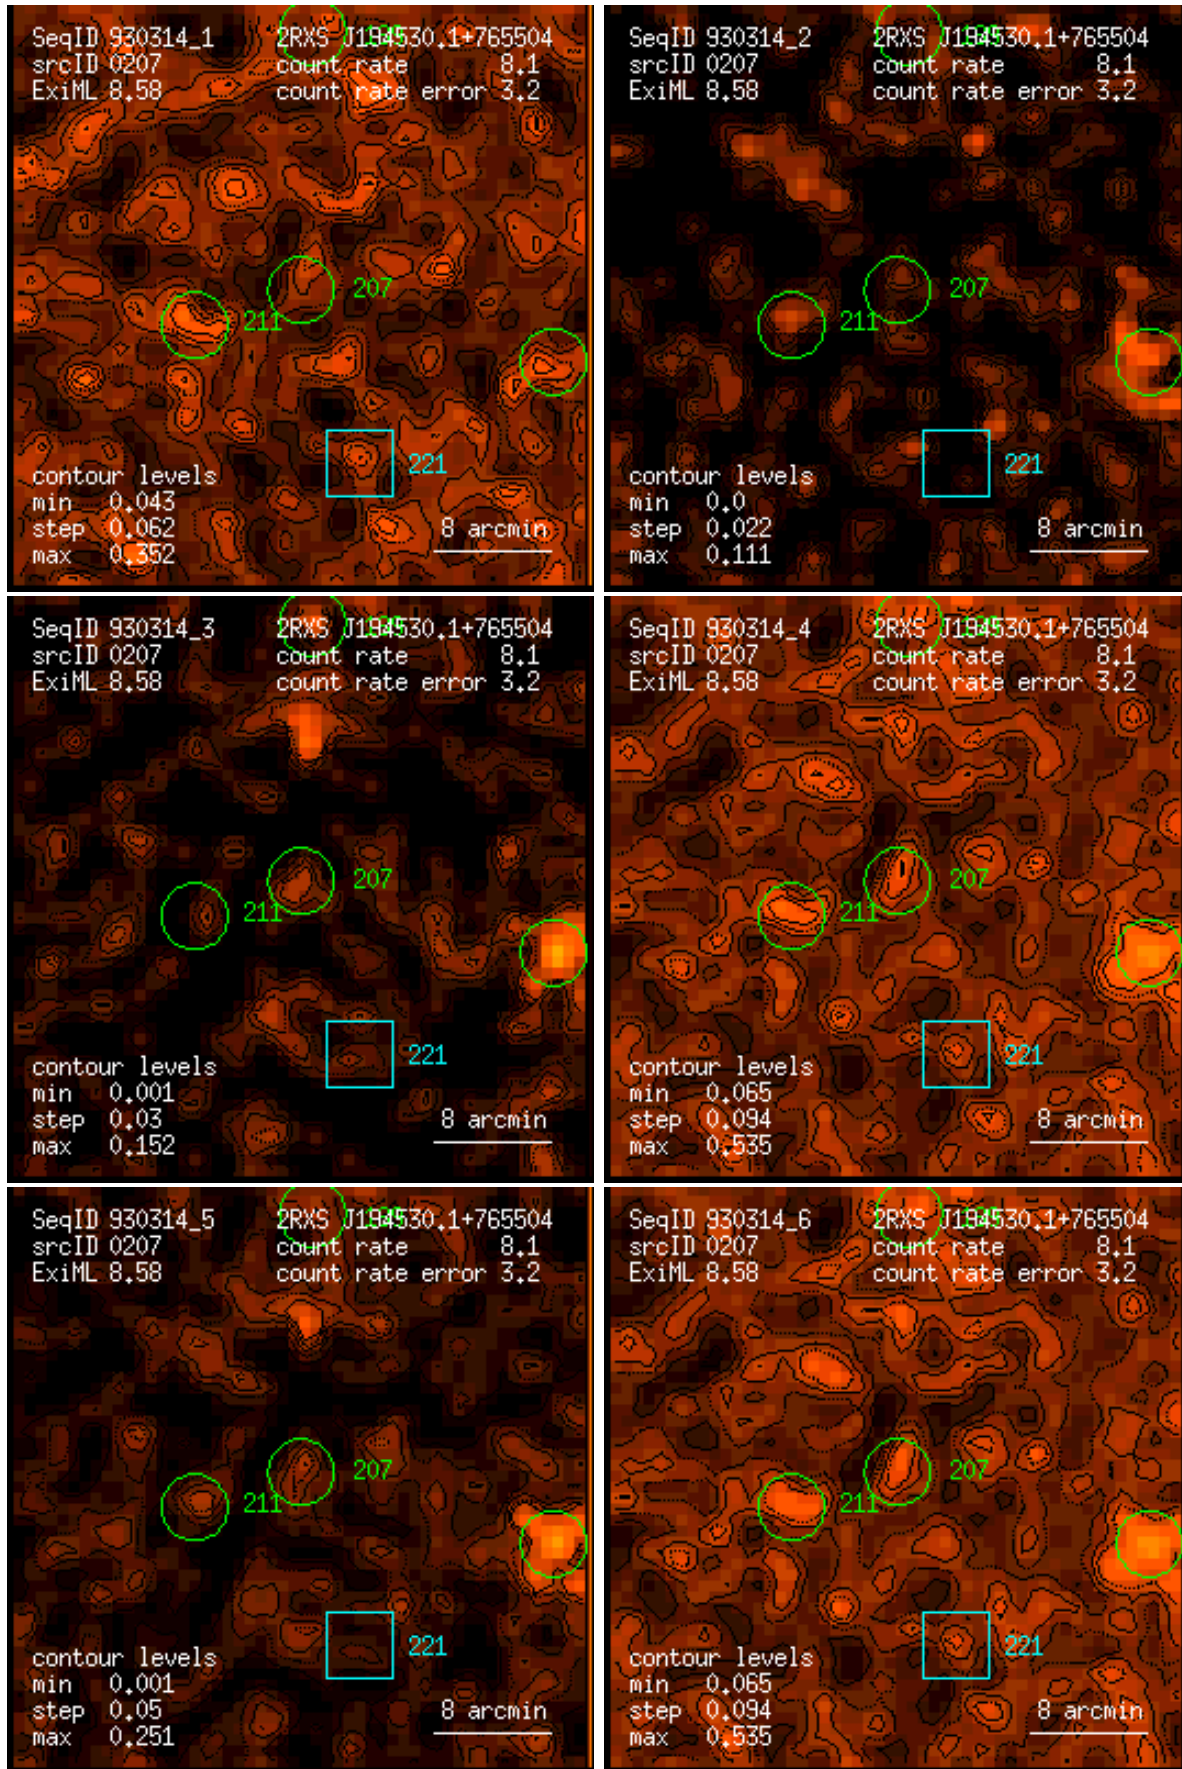 SeqID 930314_1 2RXS J194530.1+765504
srcID 0207 count rate 8.1
ExiML 8.58 count rate error 3.2
207
211
221
contour levels
min 0.043
step 0.062
max 0.352
8 arcmin
SeqID 930314_2 2RXS J194530.1+765504
srcID 0207 count rate 8.1
ExiML 8.58 count rate error 3.2
207
211
221
contour levels
min 0.0
step 0.022
max 0.111
8 arcmin
SeqID 930314_3 2RXS J194530.1+765504
srcID 0207 count rate 8.1
ExiML 8.58 count rate error 3.2
207
211
221
contour levels
min 0.001
step 0.03
max 0.152
8 arcmin
SeqID 930314_4 2RXS J194530.1+765504
srcID 0207 count rate 8.1
ExiML 8.58 count rate error 3.2
207
211
221
contour levels
min 0.065
step 0.094
max 0.535
8 arcmin
SeqID 930314_5 2RXS J194530.1+765504
srcID 0207 count rate 8.1
ExiML 8.58 count rate error 3.2
207
211
221
contour levels
min 0.001
step 0.05
max 0.251
8 arcmin
SeqID 930314_6 2RXS J194530.1+765504
srcID 0207 count rate 8.1
ExiML 8.58 count rate error 3.2
207
211
221
contour levels
min 0.065
step 0.094
max 0.535
8 arcmin